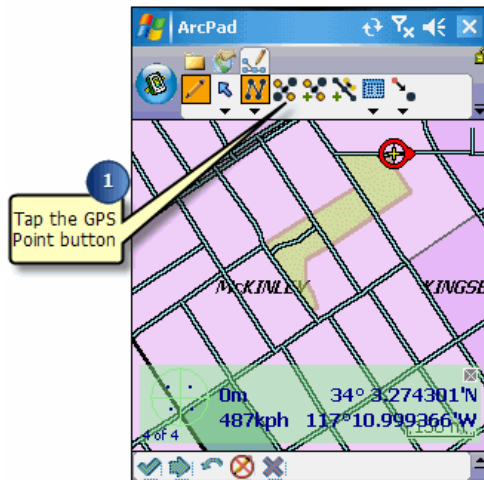 ArcPad
1
Tap the GPS
Point button
McKINLEY
KINGSB
0m 34° 3.274301'N
487kph 117°10.999366'W
4 of 4